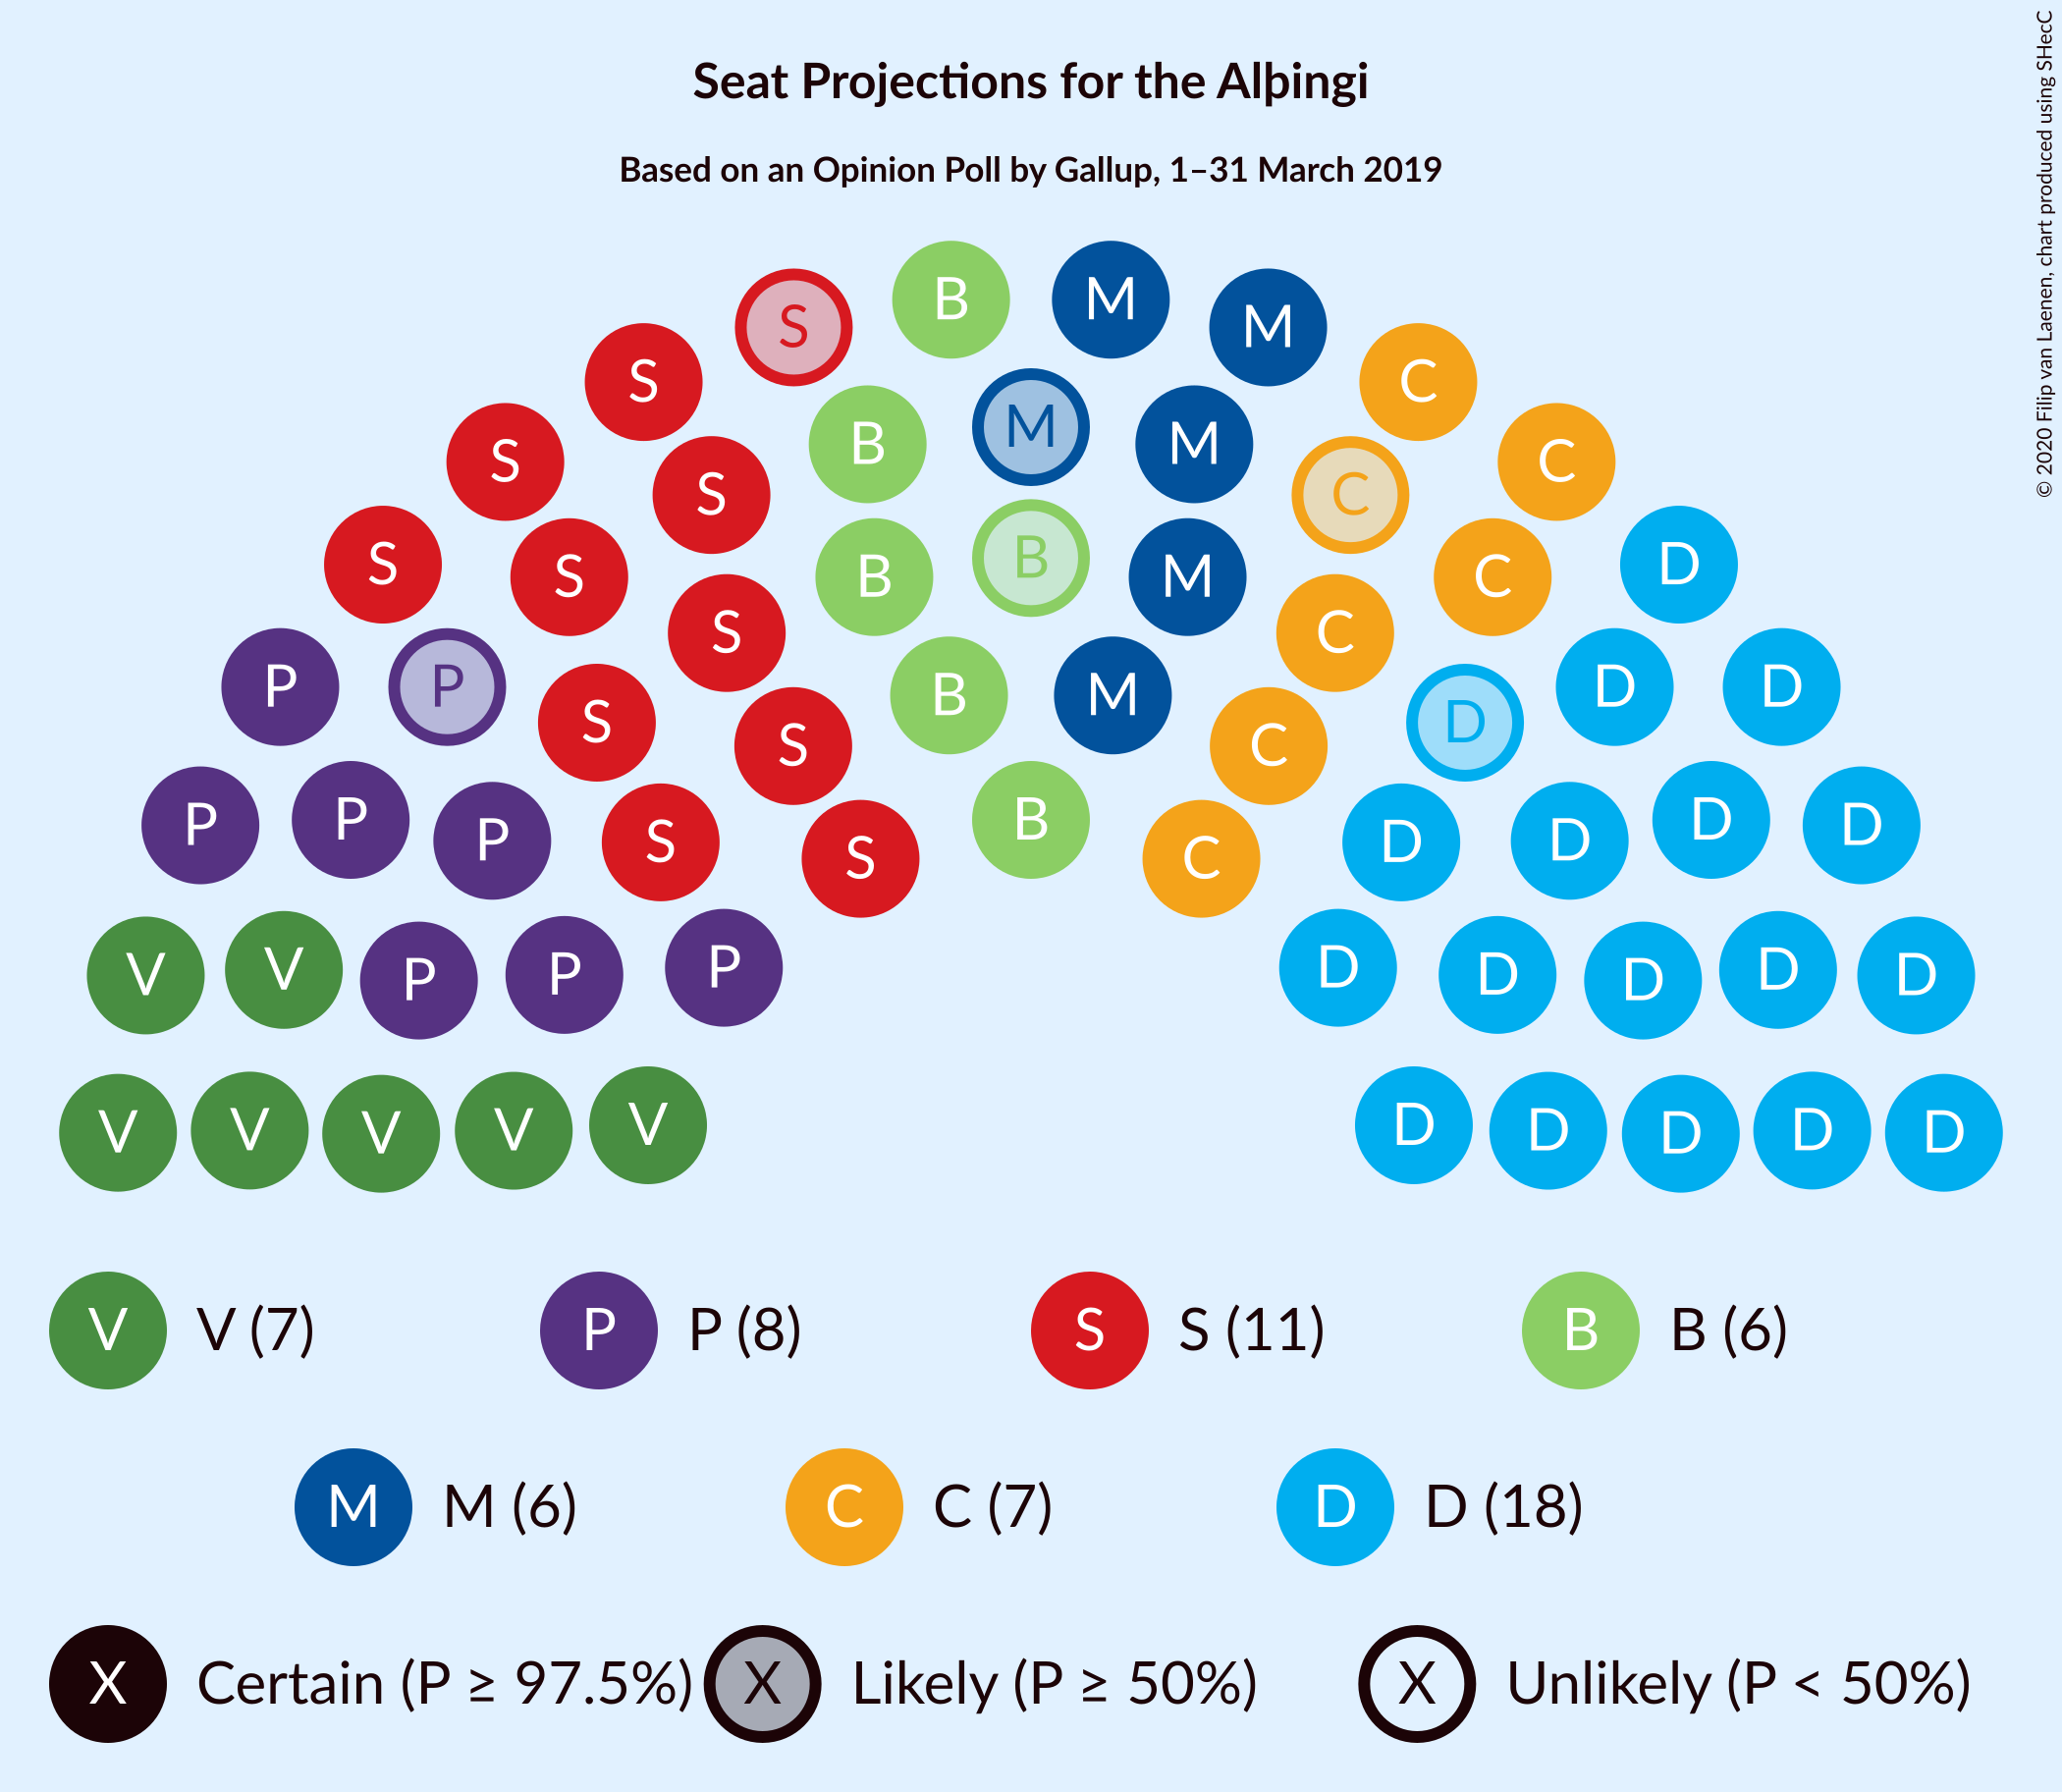 Seat Projections for the Alþingi
Based on an Opinion Poll by Gallup, 1–31 March 2019
© 2020 Filip van Laenen, chart produced using SHecC
B M
S M
S C
M
S B M C
S C
B
S D
S B M C
S C
P P D D
S D
S M
B C
P P D D
P B D
S D
S C
V V P P P D D D D D
V V V V V D D D D D
V V (7) P P (8) S S (11) B B (6)
M M (6) C C (7) D D (18)
X Certain (P ≥ 97.5%) X Likely (P ≥ 50%) X Unlikely (P < 50%)